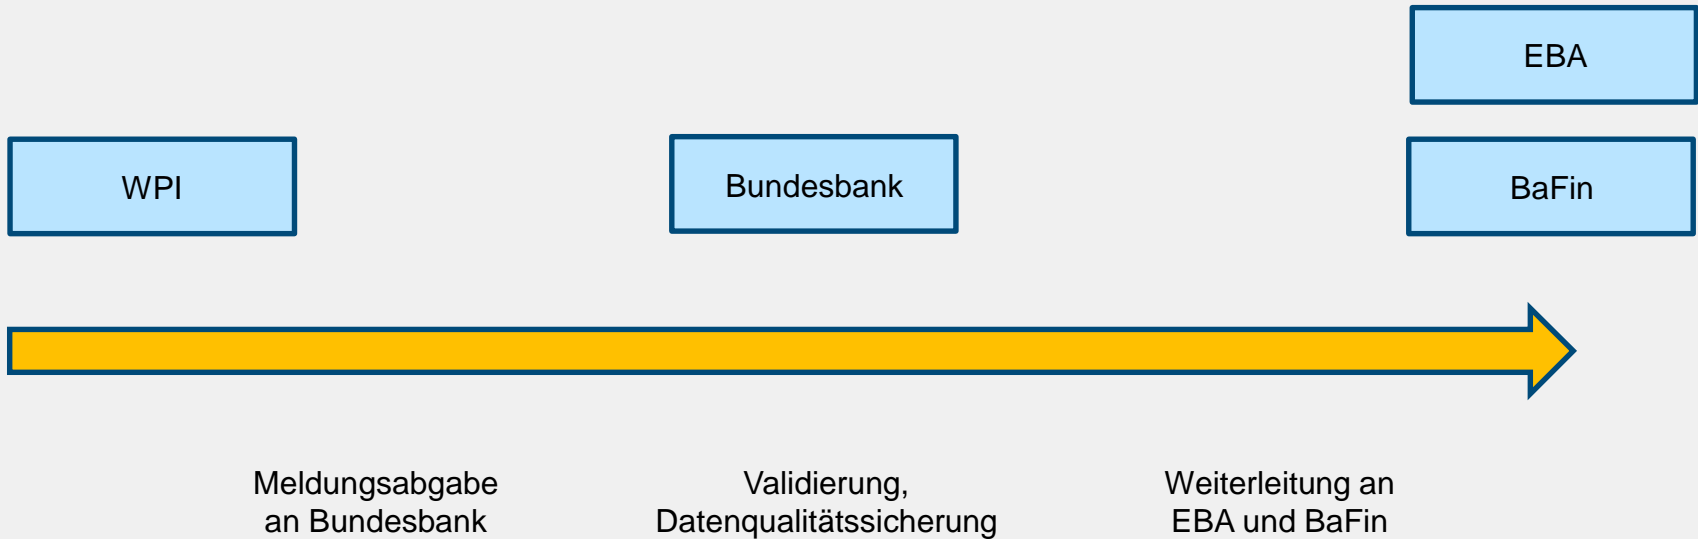 EBA
WPI
Bundesbank
BaFin
Meldungsabgabe
an Bundesbank
Validierung,
Datenqualitätssicherung
Weiterleitung an
EBA und BaFin